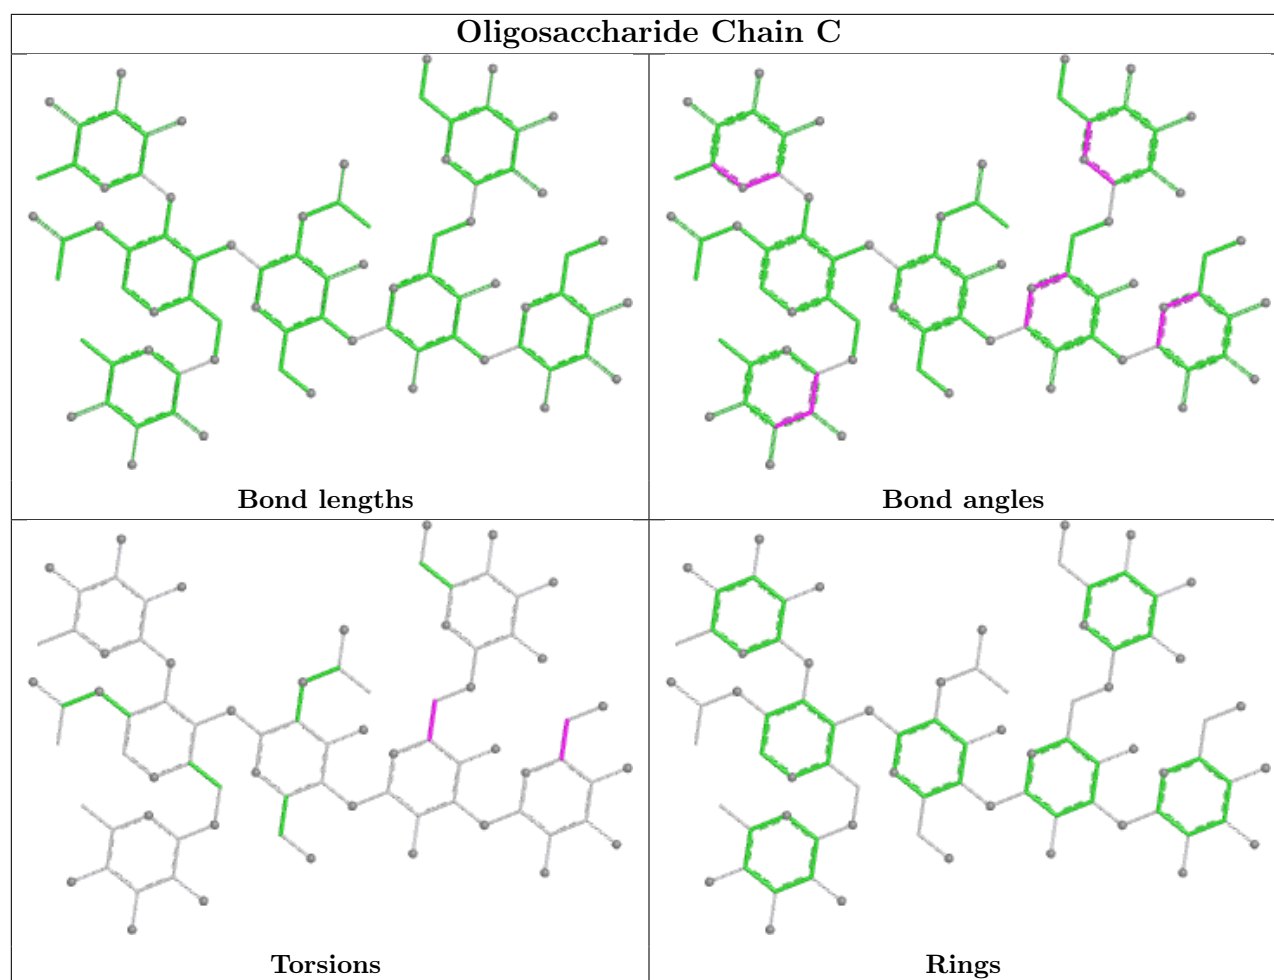 Oligosaccharide Chain C
Bond lengths
Bond angles
Torsions
Rings